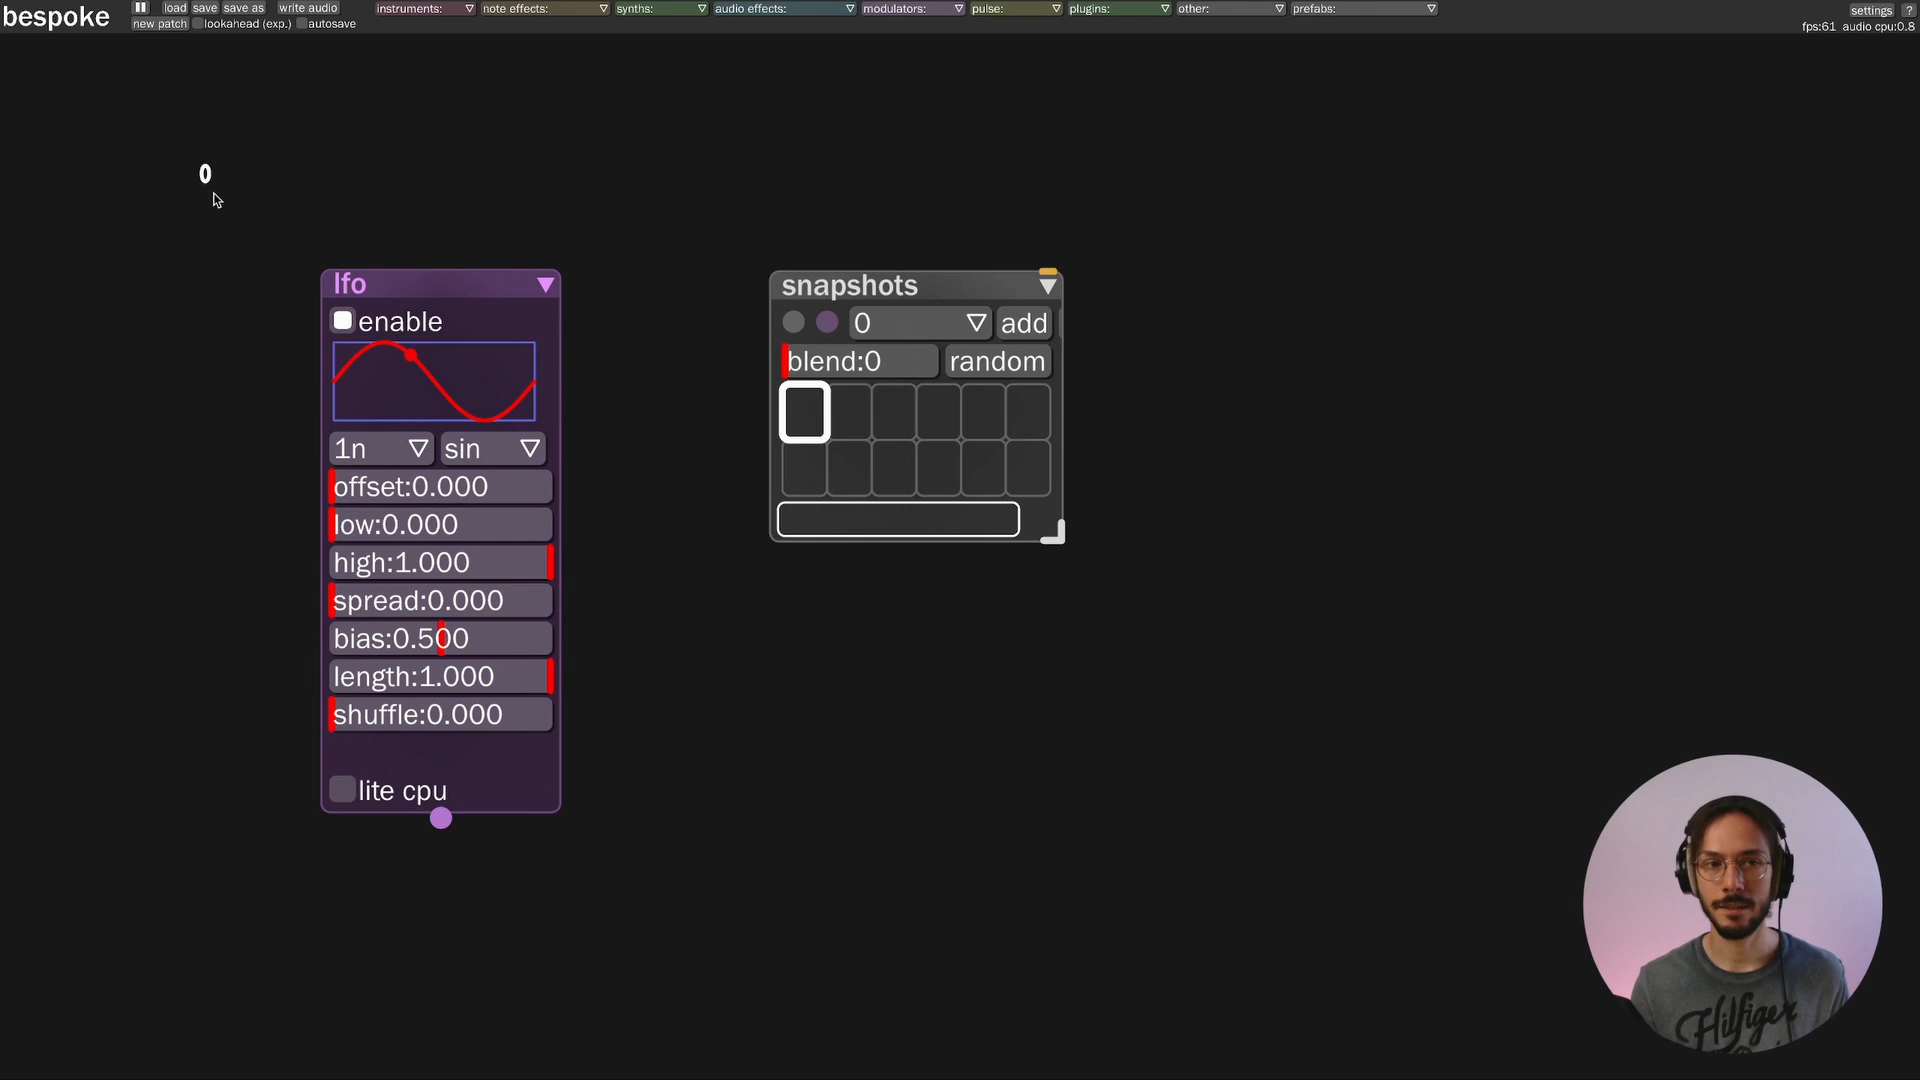 bespoke
load save save as write audio
new patch lookahead (exp.) autosave
instruments: note effects: synths: audio effects: modulators: pulse: plugins: other: prefabs:
settings ?
fps:61 audio cpu:0.8
0
lfo
enable
1n sin
offset:0.000
low:0.000
high:1.000
spread:0.000
bias:0.500
length:1.000
shuffle:0.000
lite cpu
snapshots
0 add
blend:0 random
Hilfiger